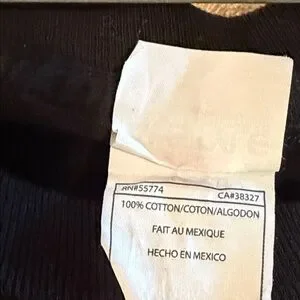 RN#55774 CA#38327
100% COTTON/COTON/ALGODON
FAIT AU MEXIQUE
HECHO EN MEXICO